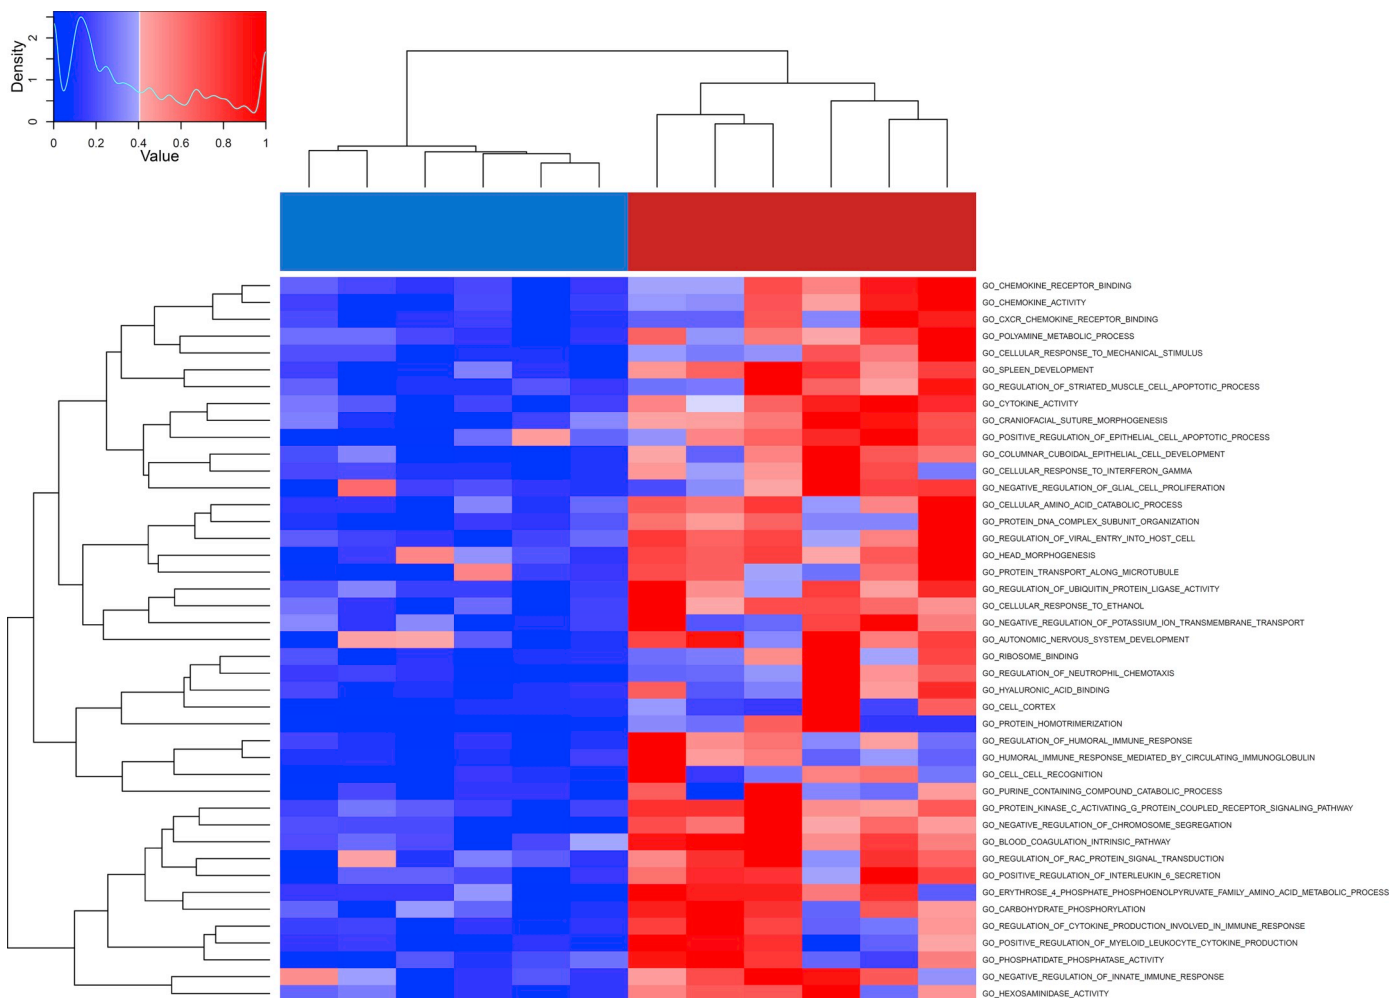 Density
0 1 2
0 0.2 0.4 0.6 0.8 1
Value
GO_CHEMOKINE_RECEPTOR_BINDING
GO_CHEMOKINE_ACTIVITY
GO_CXCR_CHEMOKINE_RECEPTOR_BINDING
GO_POLYAMINE_METABOLIC_PROCESS
GO_CELLULAR_RESPONSE_TO_MECHANICAL_STIMULUS
GO_SPLEEN_DEVELOPMENT
GO_REGULATION_OF_STRIATED_MUSCLE_CELL_APOPTOTIC_PROCESS
GO_CYTOKINE_ACTIVITY
GO_CRANIOFACIAL_SUTURE_MORPHOGENESIS
GO_POSITIVE_REGULATION_OF_EPITHELIAL_CELL_APOPTOTIC_PROCESS
GO_COLUMNAR_CUBOIDAL_EPITHELIAL_CELL_DEVELOPMENT
GO_CELLULAR_RESPONSE_TO_INTERFERON_GAMMA
GO_NEGATIVE_REGULATION_OF_GLIAL_CELL_PROLIFERATION
GO_CELLULAR_AMINO_ACID_CATABOLIC_PROCESS
GO_PROTEIN_DNA_COMPLEX_SUBUNIT_ORGANIZATION
GO_REGULATION_OF_VIRAL_ENTRY_INTO_HOST_CELL
GO_HEAD_MORPHOGENESIS
GO_PROTEIN_TRANSPORT_ALONG_MICROTUBULE
GO_REGULATION_OF_UBIQUITIN_PROTEIN_LIGASE_ACTIVITY
GO_CELLULAR_RESPONSE_TO_ETHANOL
GO_NEGATIVE_REGULATION_OF_POTASSIUM_ION_TRANSMEMBRANE_TRANSPORT
GO_AUTONOMIC_NERVOUS_SYSTEM_DEVELOPMENT
GO_RIBOSOME_BINDING
GO_REGULATION_OF_NEUTROPHIL_CHEMOTAXIS
GO_HYALURONIC_ACID_BINDING
GO_CELL_CORTEX
GO_PROTEIN_HOMOTRIMERIZATION
GO_REGULATION_OF_HUMORAL_IMMUNE_RESPONSE
GO_HUMORAL_IMMUNE_RESPONSE_MEDIATED_BY_CIRCULATING_IMMUNOGLOBULIN
GO_CELL_CELL_RECOGNITION
GO_PURINE_CONTAINING_COMPOUND_CATABOLIC_PROCESS
GO_PROTEIN_KINASE_C_ACTIVATING_G_PROTEIN_COUPLED_RECEPTOR_SIGNALING_PATHWAY
GO_NEGATIVE_REGULATION_OF_CHROMOSOME_SEGREGATION
GO_BLOOD_COAGULATION_INTRINSIC_PATHWAY
GO_REGULATION_OF_RAC_PROTEIN_SIGNAL_TRANSDUCTION
GO_POSITIVE_REGULATION_OF_INTERLEUKIN_6_SECRETION
GO_ERYTHROSE_4_PHOSPHATE_PHOSPHOENOLPYRUVATE_FAMILY_AMINO_ACID_METABOLIC_PROCESS
GO_CARBOHYDRATE_PHOSPHORYLATION
GO_REGULATION_OF_CYTOKINE_PRODUCTION_INVOLVED_IN_IMMUNE_RESPONSE
GO_POSITIVE_REGULATION_OF_MYELOID_LEUKOCYTE_CYTOKINE_PRODUCTION
GO_PHOSPHATIDATE_PHOSPHATASE_ACTIVITY
GO_NEGATIVE_REGULATION_OF_INNATE_IMMUNE_RESPONSE
GO_HEXOSAMINIDASE_ACTIVITY